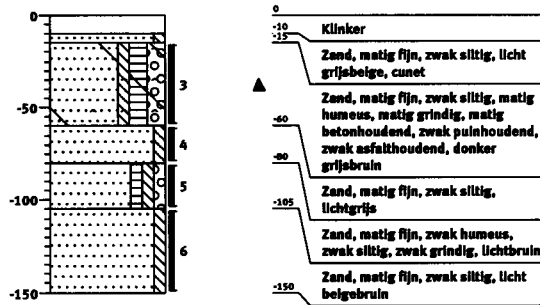 0
-50
-100
-150
3
4
5
6
0
-10
-15
-60
-80
-105
-150
Klinker
Zand, matig fijn, zwak siltig, licht
grijsbeige, cunet
Zand, matig fijn, zwak siltig, matig
humeus, matig grindig, matig
betonhoudend, zwak puinhoudend,
zwak asfalthoudend, donker
grijsbruin
Zand, matig fijn, zwak siltig,
lichtgrijs
Zand, matig fijn, zwak humeus,
zwak siltig, zwak grindig, lichtbruin
Zand, matig fijn, zwak siltig, licht
beigebruin